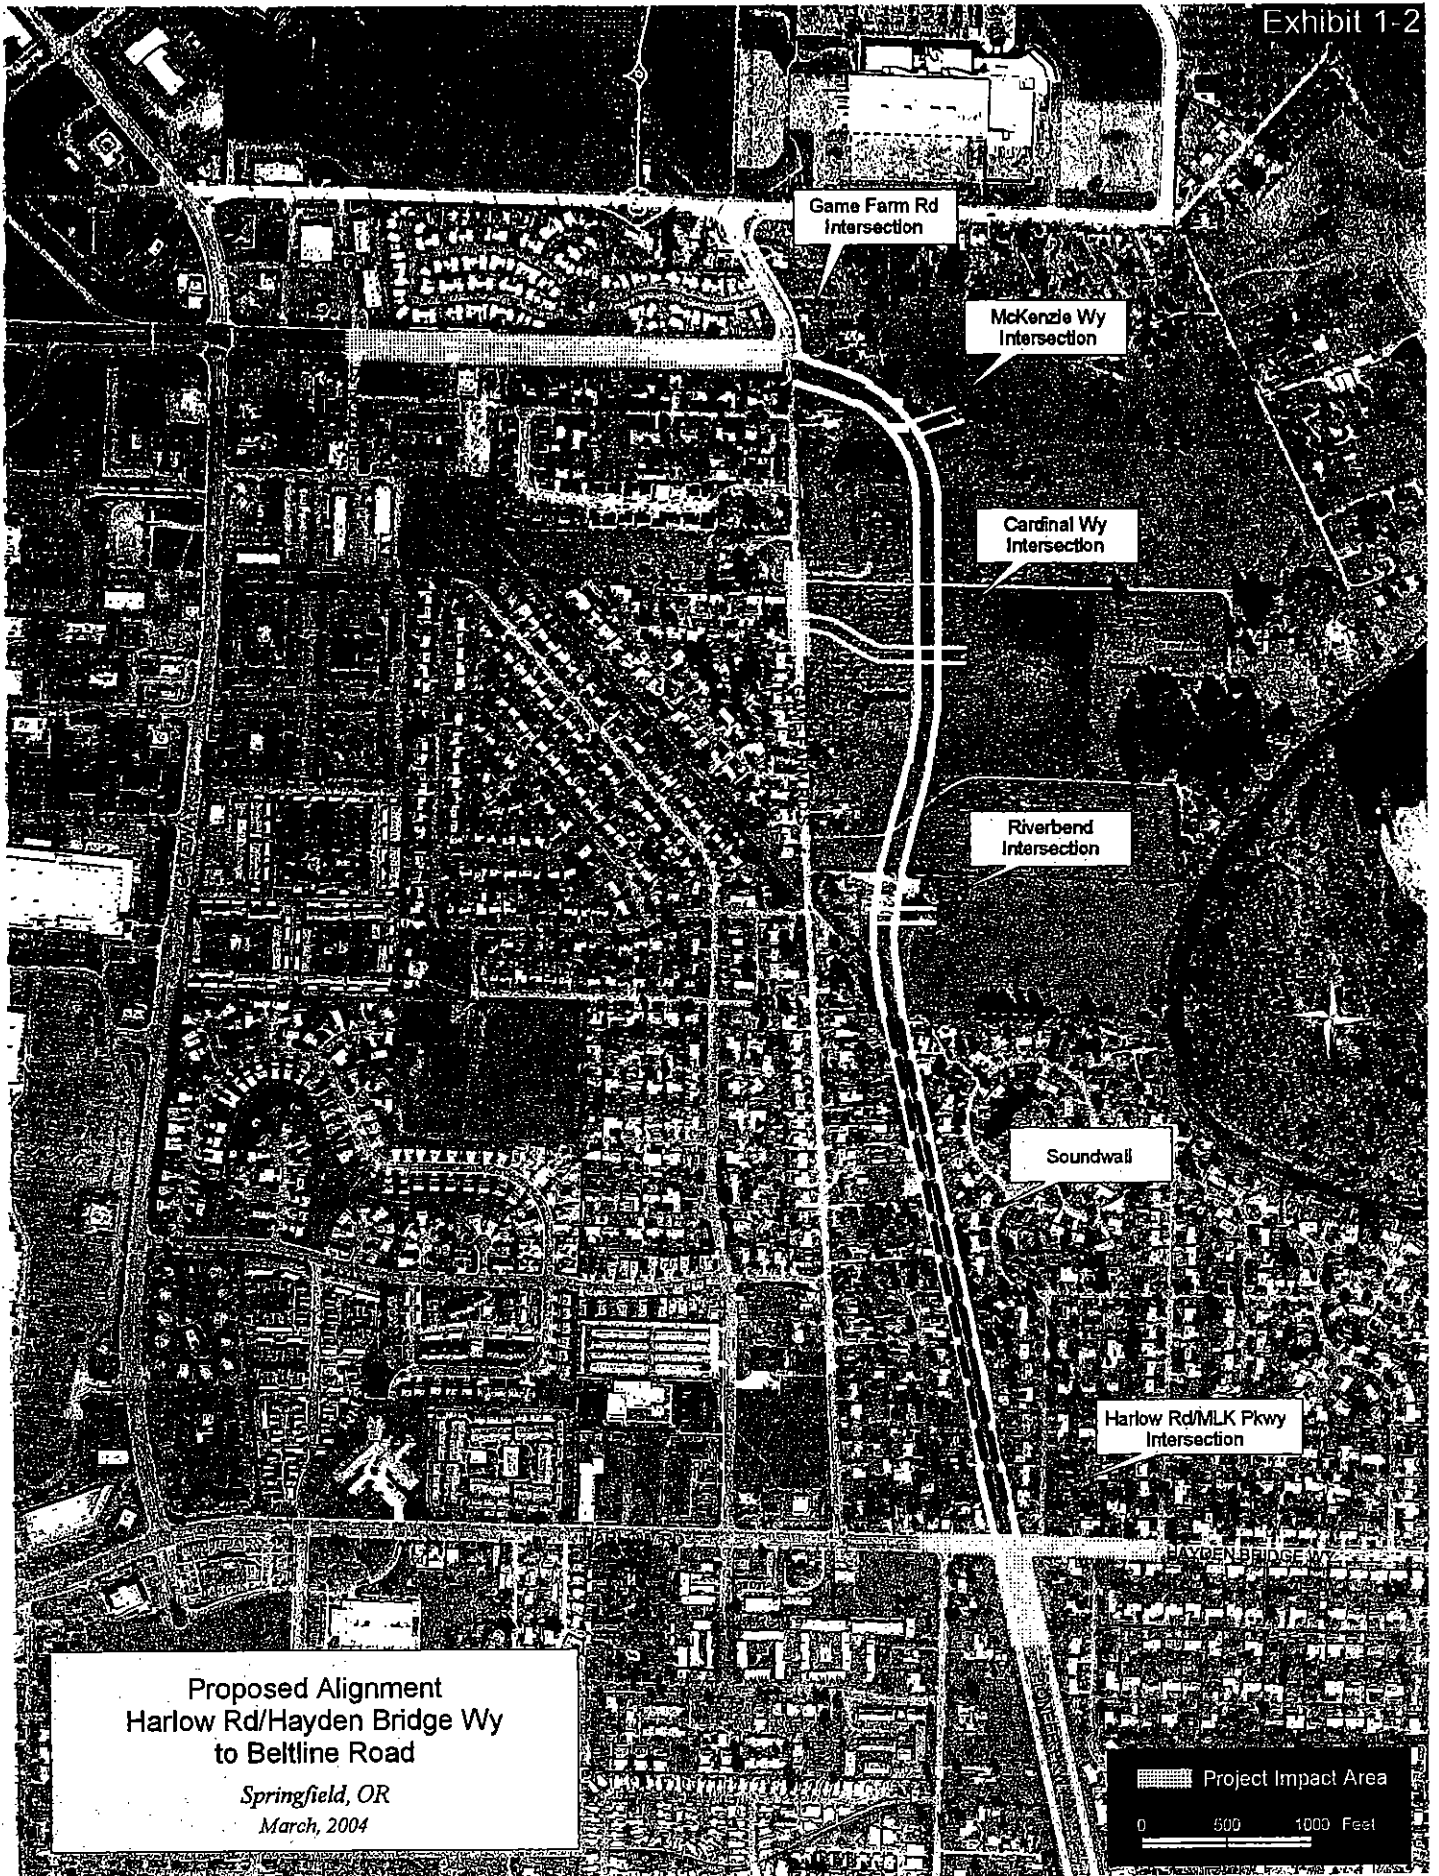 Exhibit 1-2
Game Farm Rd
Intersection
McKenzie Wy
Intersection
Cardinal Wy
Intersection
Riverbend
Intersection
Soundwall
Harlow Rd/MLK Pkwy
Intersection
HAYDEN BRIDGE WY
Proposed Alignment
Harlow Rd/Hayden Bridge Wy
to Beltline Road
Springfield, OR
March, 2004
Project Impact Area
0 500 1000 Feet